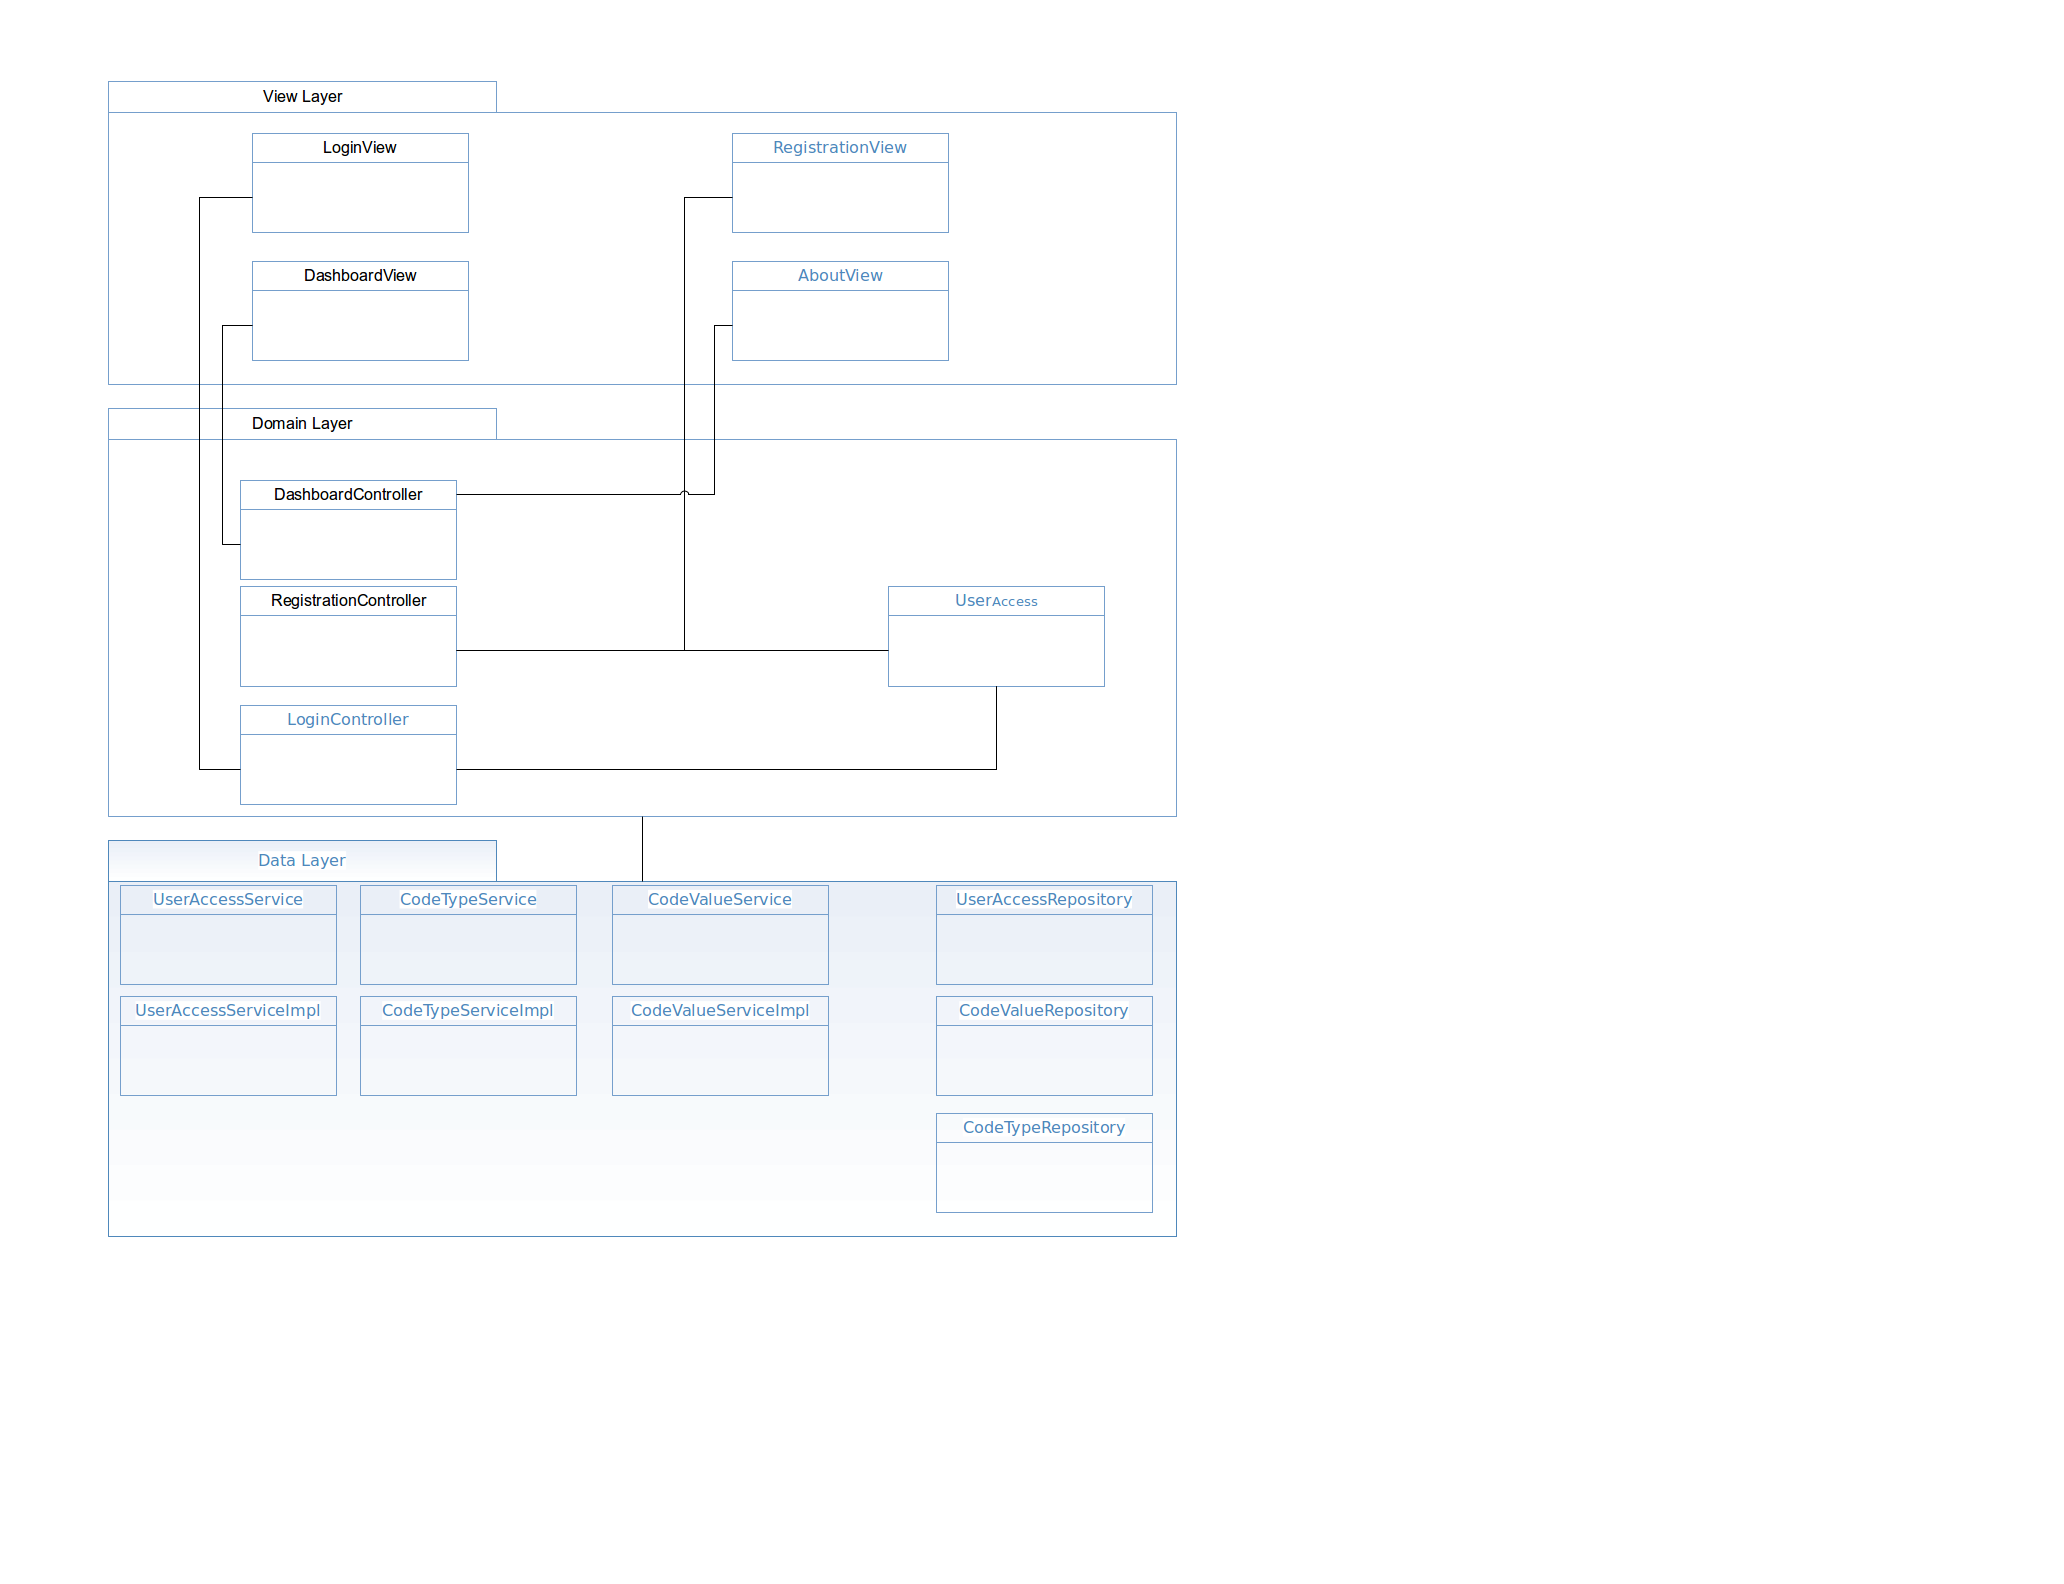 View Layer
LoginView
RegistrationView
DashboardView
AboutView
Domain Layer
DashboardController
RegistrationController
UserAccess
LoginController
Data Layer
UserAccessService
CodeTypeService
CodeValueService
UserAccessRepository
UserAccessServiceImpl
CodeTypeServiceImpl
CodeValueServiceImpl
CodeValueRepository
CodeTypeRepository